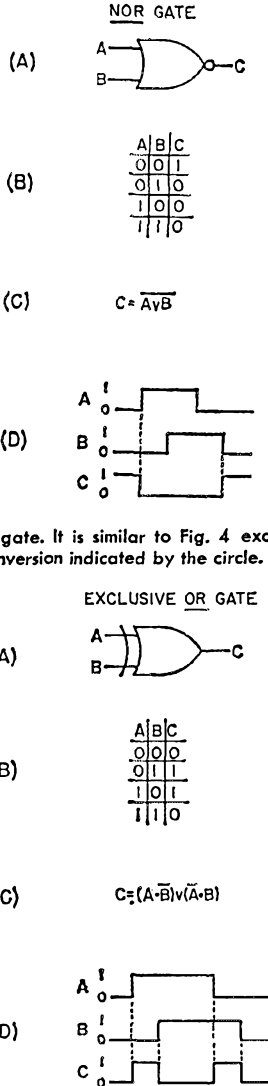 NOR GATE
(A) A B C
(B)
A B C
0 0 1
0 1 0
1 0 0
1 1 0
(C) C = \overline{AvB}
(D)
A 1 0
B 1 0
C 1 0
gate. It is similar to Fig. 4 exc
nversion indicated by the circle.
EXCLUSIVE OR GATE
A) A B C
B)
A B C
0 0 0
0 1 1
1 0 1
1 1 0
C) C=(A·B̅)v(A̅·B)
D)
A 1 0
B 1 0
C 1 0